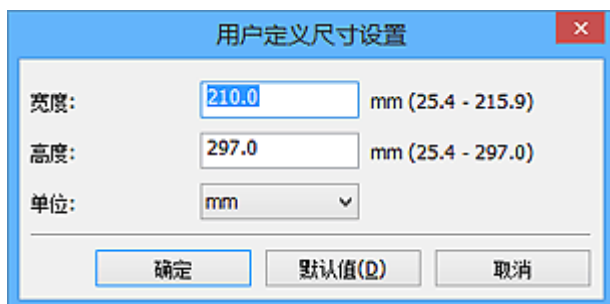 用户定义尺寸设置
宽度: 210.0 mm (25.4 - 215.9)
高度: 297.0 mm (25.4 - 297.0)
单位: mm
确定 默认值(D) 取消